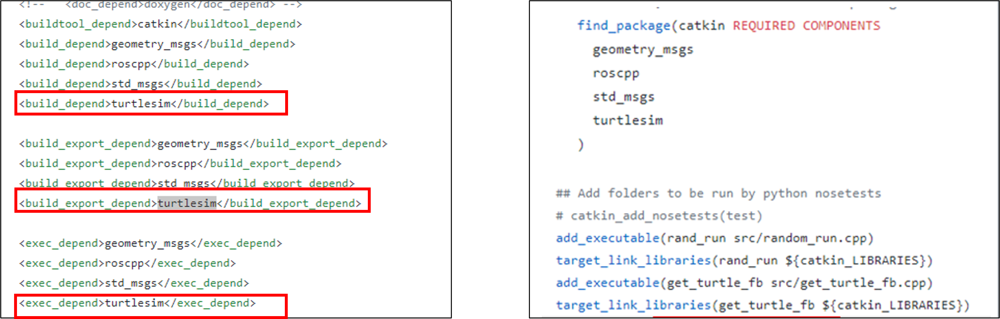 <!--   <doc_depend>doxygen</doc_depend> -->
<buildtool_depend>catkin</buildtool_depend>
<build_depend>geometry_msgs</build_depend>
<build_depend>roscpp</build_depend>
<build_depend>std_msgs</build_depend>
<build_depend>turtlesim</build_depend>
<build_export_depend>geometry_msgs</build_export_depend>
<build_export_depend>roscpp</build_export_depend>
<build_export_depend>std_msgs</build_export_depend>
<build_export_depend>turtlesim</build_export_depend>
<exec_depend>geometry_msgs</exec_depend>
<exec_depend>roscpp</exec_depend>
<exec_depend>std_msgs</exec_depend>
<exec_depend>turtlesim</exec_depend>
find_package(catkin REQUIRED COMPONENTS
geometry_msgs
roscpp
std_msgs
turtlesim
)
## Add folders to be run by python nosetests
# catkin_add_nosetests(test)
add_executable(rand_run src/random_run.cpp)
target_link_libraries(rand_run ${catkin_LIBRARIES})
add_executable(get_turtle_fb src/get_turtle_fb.cpp)
target_link_libraries(get_turtle_fb ${catkin_LIBRARIES})